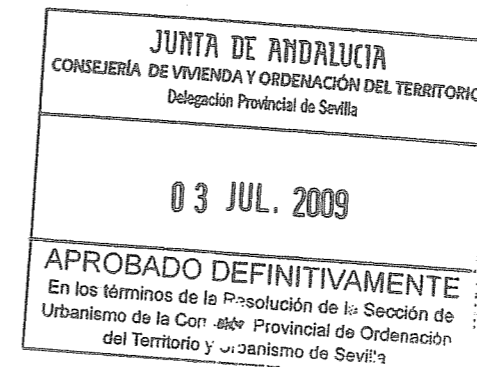 JUNTA DE ANDALUCIA
CONSEJERÍA DE VIVIENDA Y ORDENACIÓN DEL TERRITORIO
Delegación Provincial de Sevilla
03 JUL. 2009
APROBADO DEFINITIVAMENTE
En los términos de la Resolución de la Sección de
Urbanismo de la Provincial de Ordenación
del Territorio y Urbanismo de Sevilla